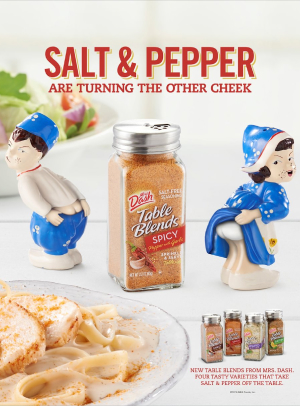 SALT & PEPPER
ARE TURNING THE OTHER CHEEK
Dash
SALT-FREE
SEASONING
Table
Blends
SPICY
NEW TABLE BLENDS FROM MRS. DASH.
FOUR TASTY VARIETIES THAT TAKE
SALT & PEPPER OFF THE TABLE.